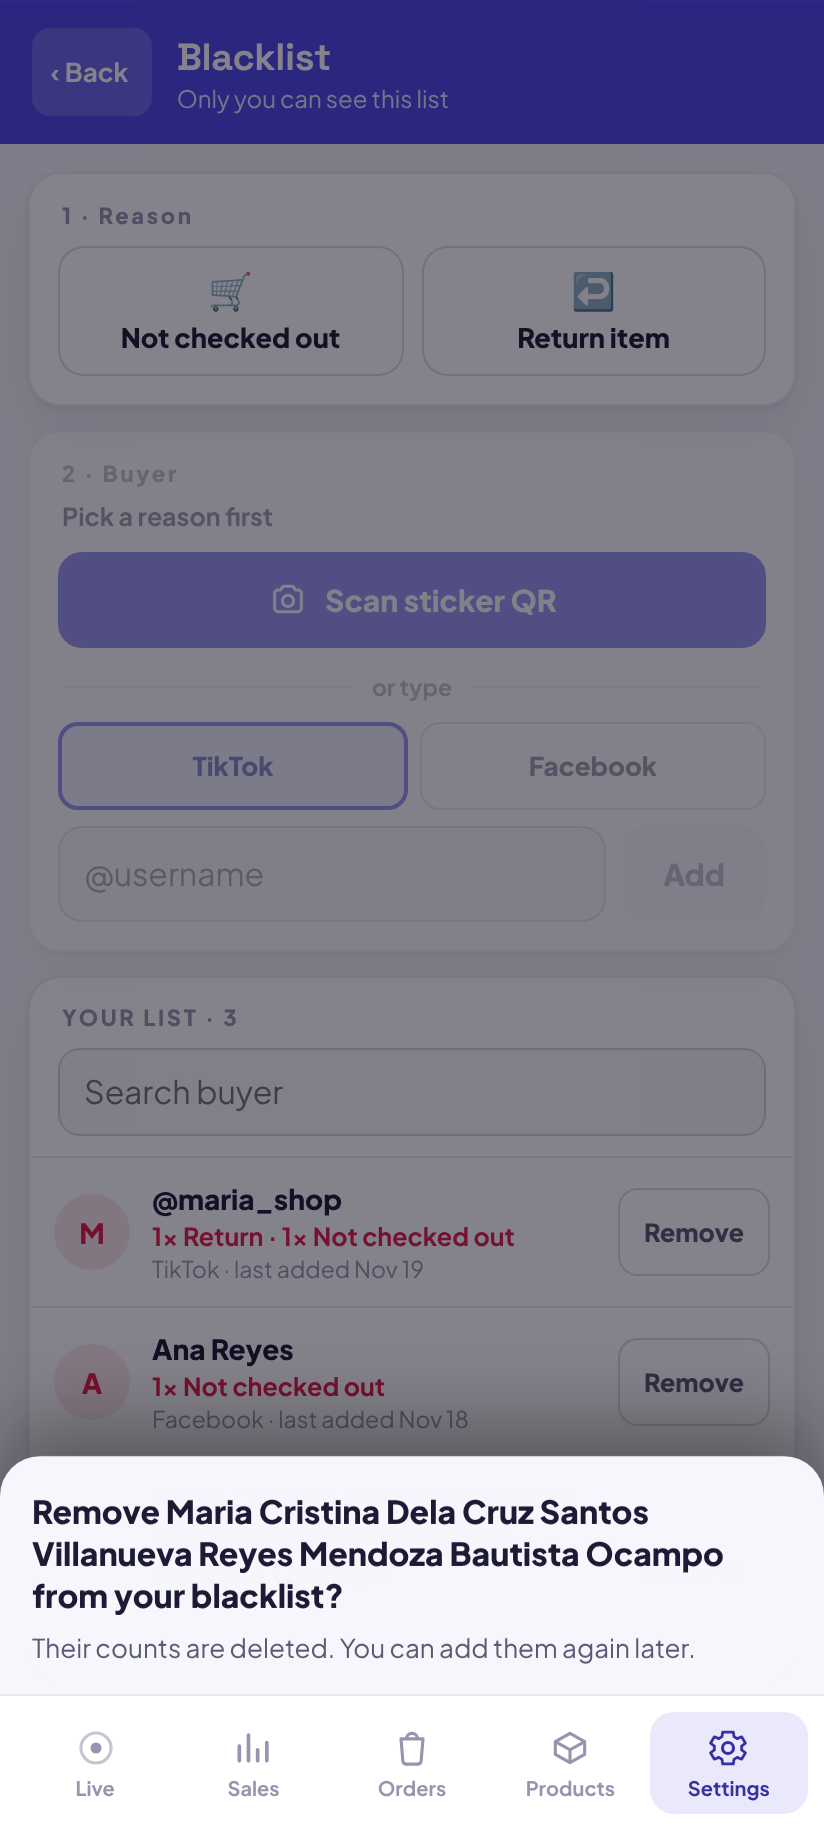 ‹ Back
Blacklist
Only you can see this list
1 · Reason
Not checked out
Return item
2 · Buyer
Pick a reason first
Scan sticker QR
or type
TikTok
Facebook
@username
Add
YOUR LIST · 3
Search buyer
M
@maria_shop
1× Return · 1× Not checked out
TikTok · last added Nov 19
Remove
A
Ana Reyes
1× Not checked out
Facebook · last added Nov 18
Remove
Remove Maria Cristina Dela Cruz Santos
Villanueva Reyes Mendoza Bautista Ocampo
from your blacklist?
Their counts are deleted. You can add them again later.
Live
Sales
Orders
Products
Settings